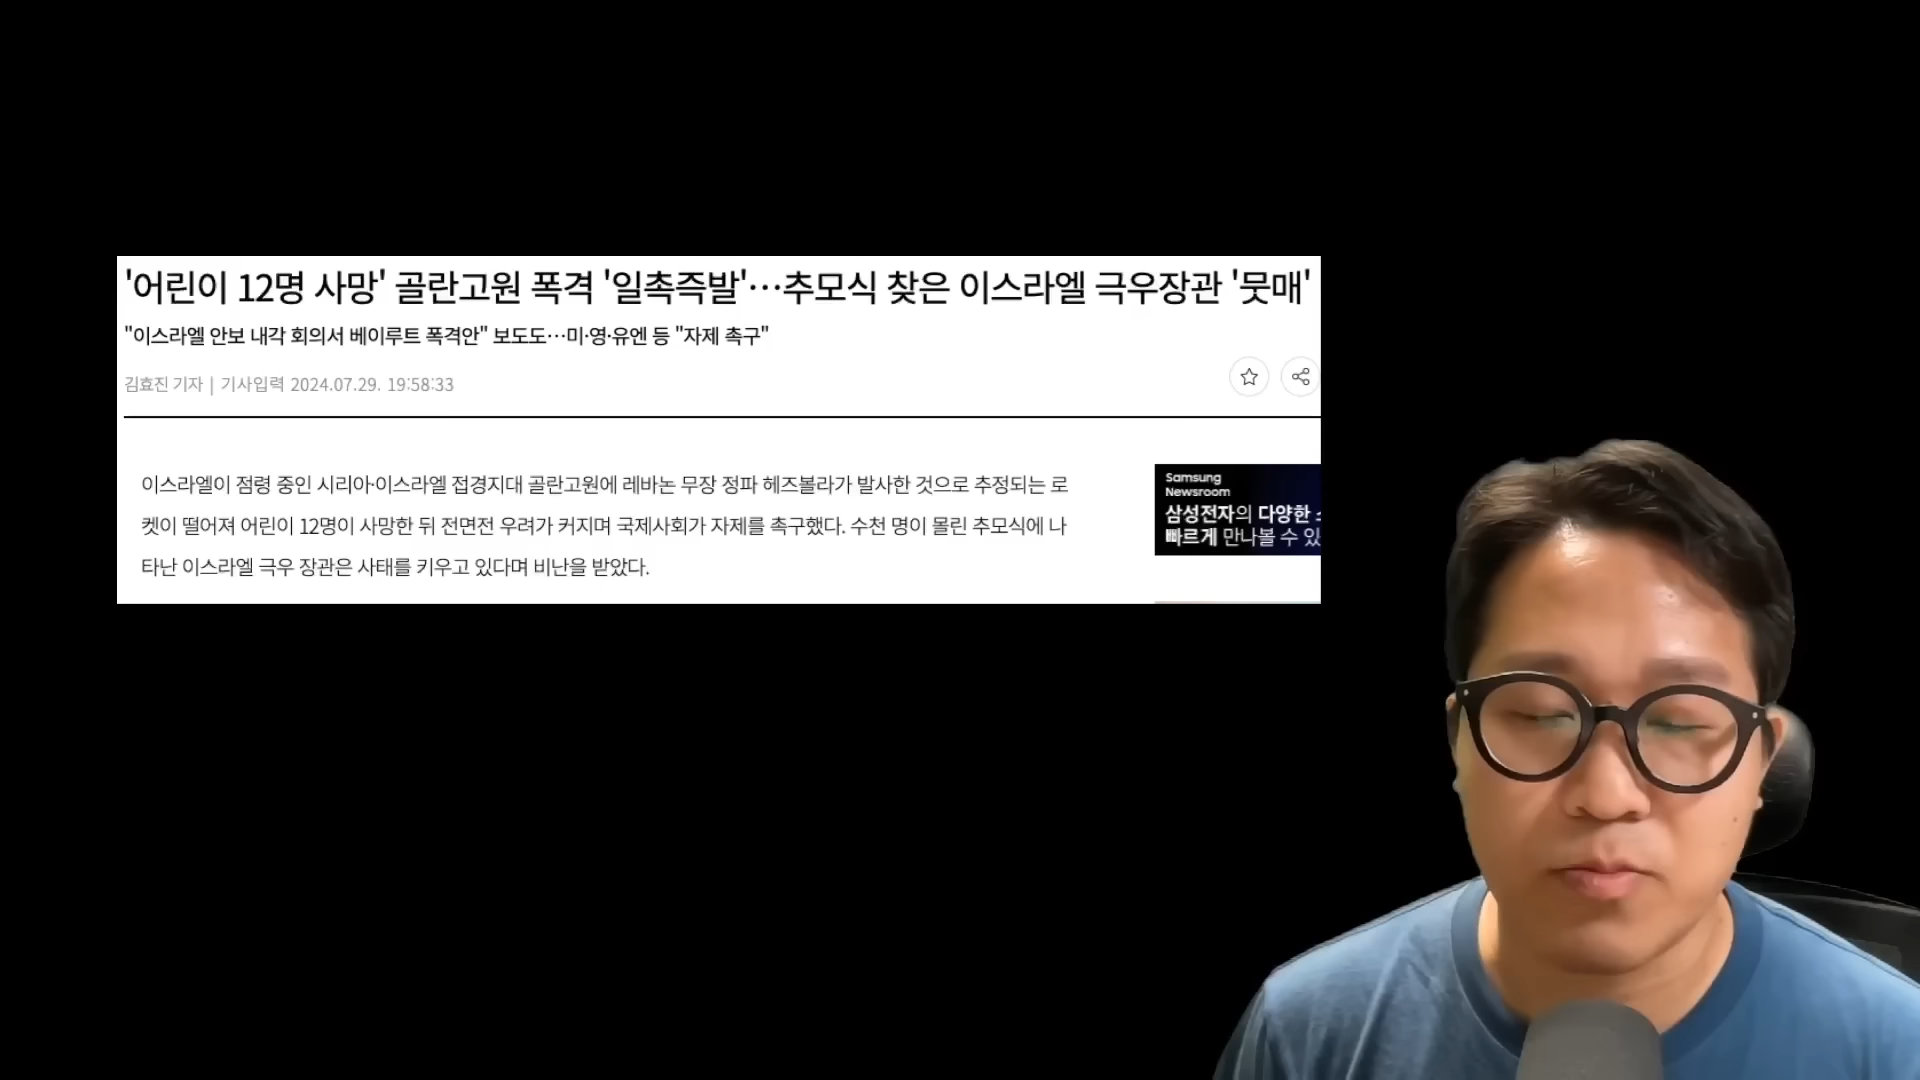 '어린이 12명 사망' 골란고원 폭격 '일촉즉발'…추모식 찾은 이스라엘 극우장관 '뭇매'
"이스라엘 안보 내각 회의서 베이루트 폭격안" 보도도…미·영·유엔 등 "자제 촉구"
김효진 기자 | 기사입력 2024.07.29. 19:58:33
이스라엘이 점령 중인 시리아·이스라엘 접경지대 골란고원에 레바논 무장 정파 헤즈볼라가 발사한 것으로 추정되는 로
켓이 떨어져 어린이 12명이 사망한 뒤 전면전 우려가 커지며 국제사회가 자제를 촉구했다. 수천 명이 몰린 추모식에 나
타난 이스라엘 극우 장관은 사태를 키우고 있다며 비난을 받았다.
Samsung
Newsroom
삼성전자의 다양한
빠르게 만나볼 수 있